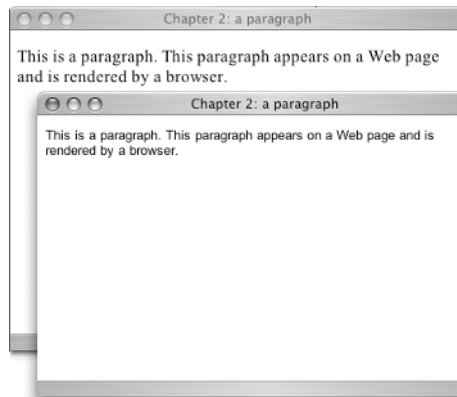 Chapter 2: a paragraph
This is a paragraph. This paragraph appears on a Web page
and is rendered by a browser.
Chapter 2: a paragraph
This is a paragraph. This paragraph appears on a Web page and is
rendered by a browser.